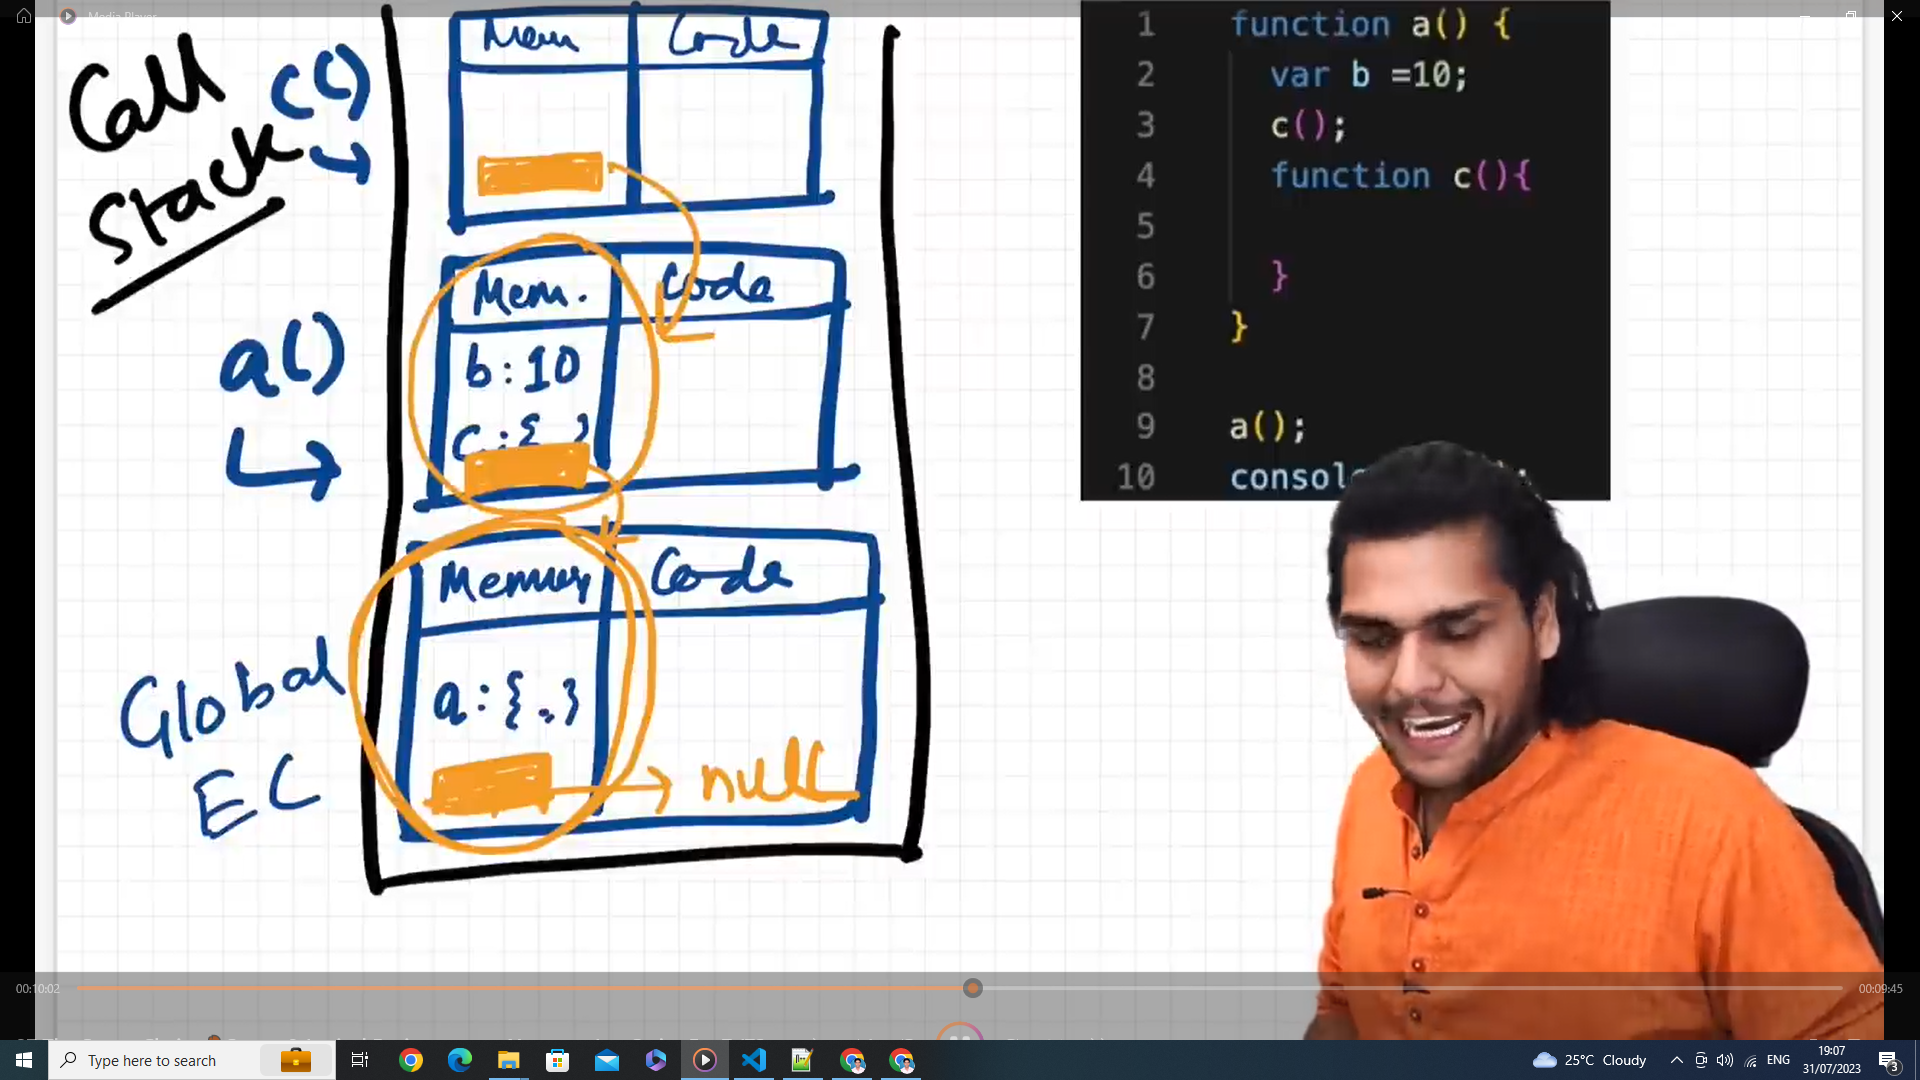 Media Player
Call
Stack
c()
Mem
Code
a()
Mem.
Code
b : 10
c : {
Global
EC
Memory
Code
a : { . }
null
1 function a() {
2 var b =10;
3 c();
4 function c(){
5
6 }
7 }
8
9 a();
10 consol
00:10:02
00:09:45
Type here to search
25°C Cloudy
ENG
19:07
31/07/2023
3